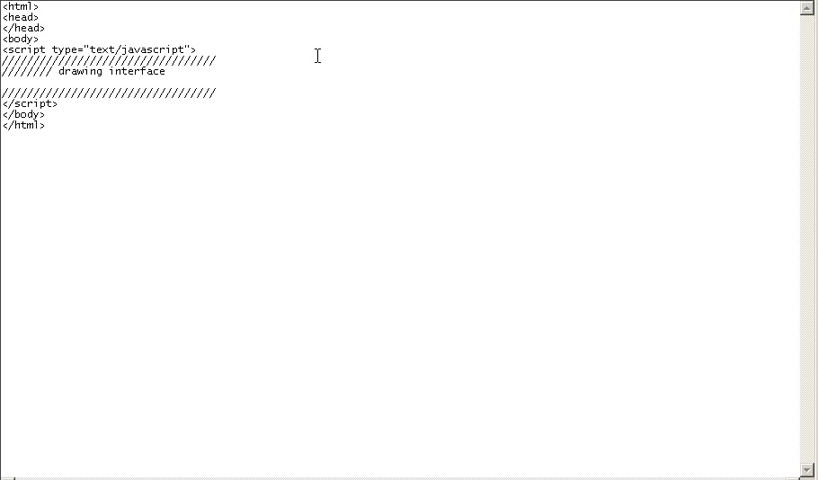 <html>
<head>
</head>
<body>
<script type="text/javascript">
//////////////////////////////////
//////// drawing interface
//////////////////////////////////
</script>
</body>
</html>